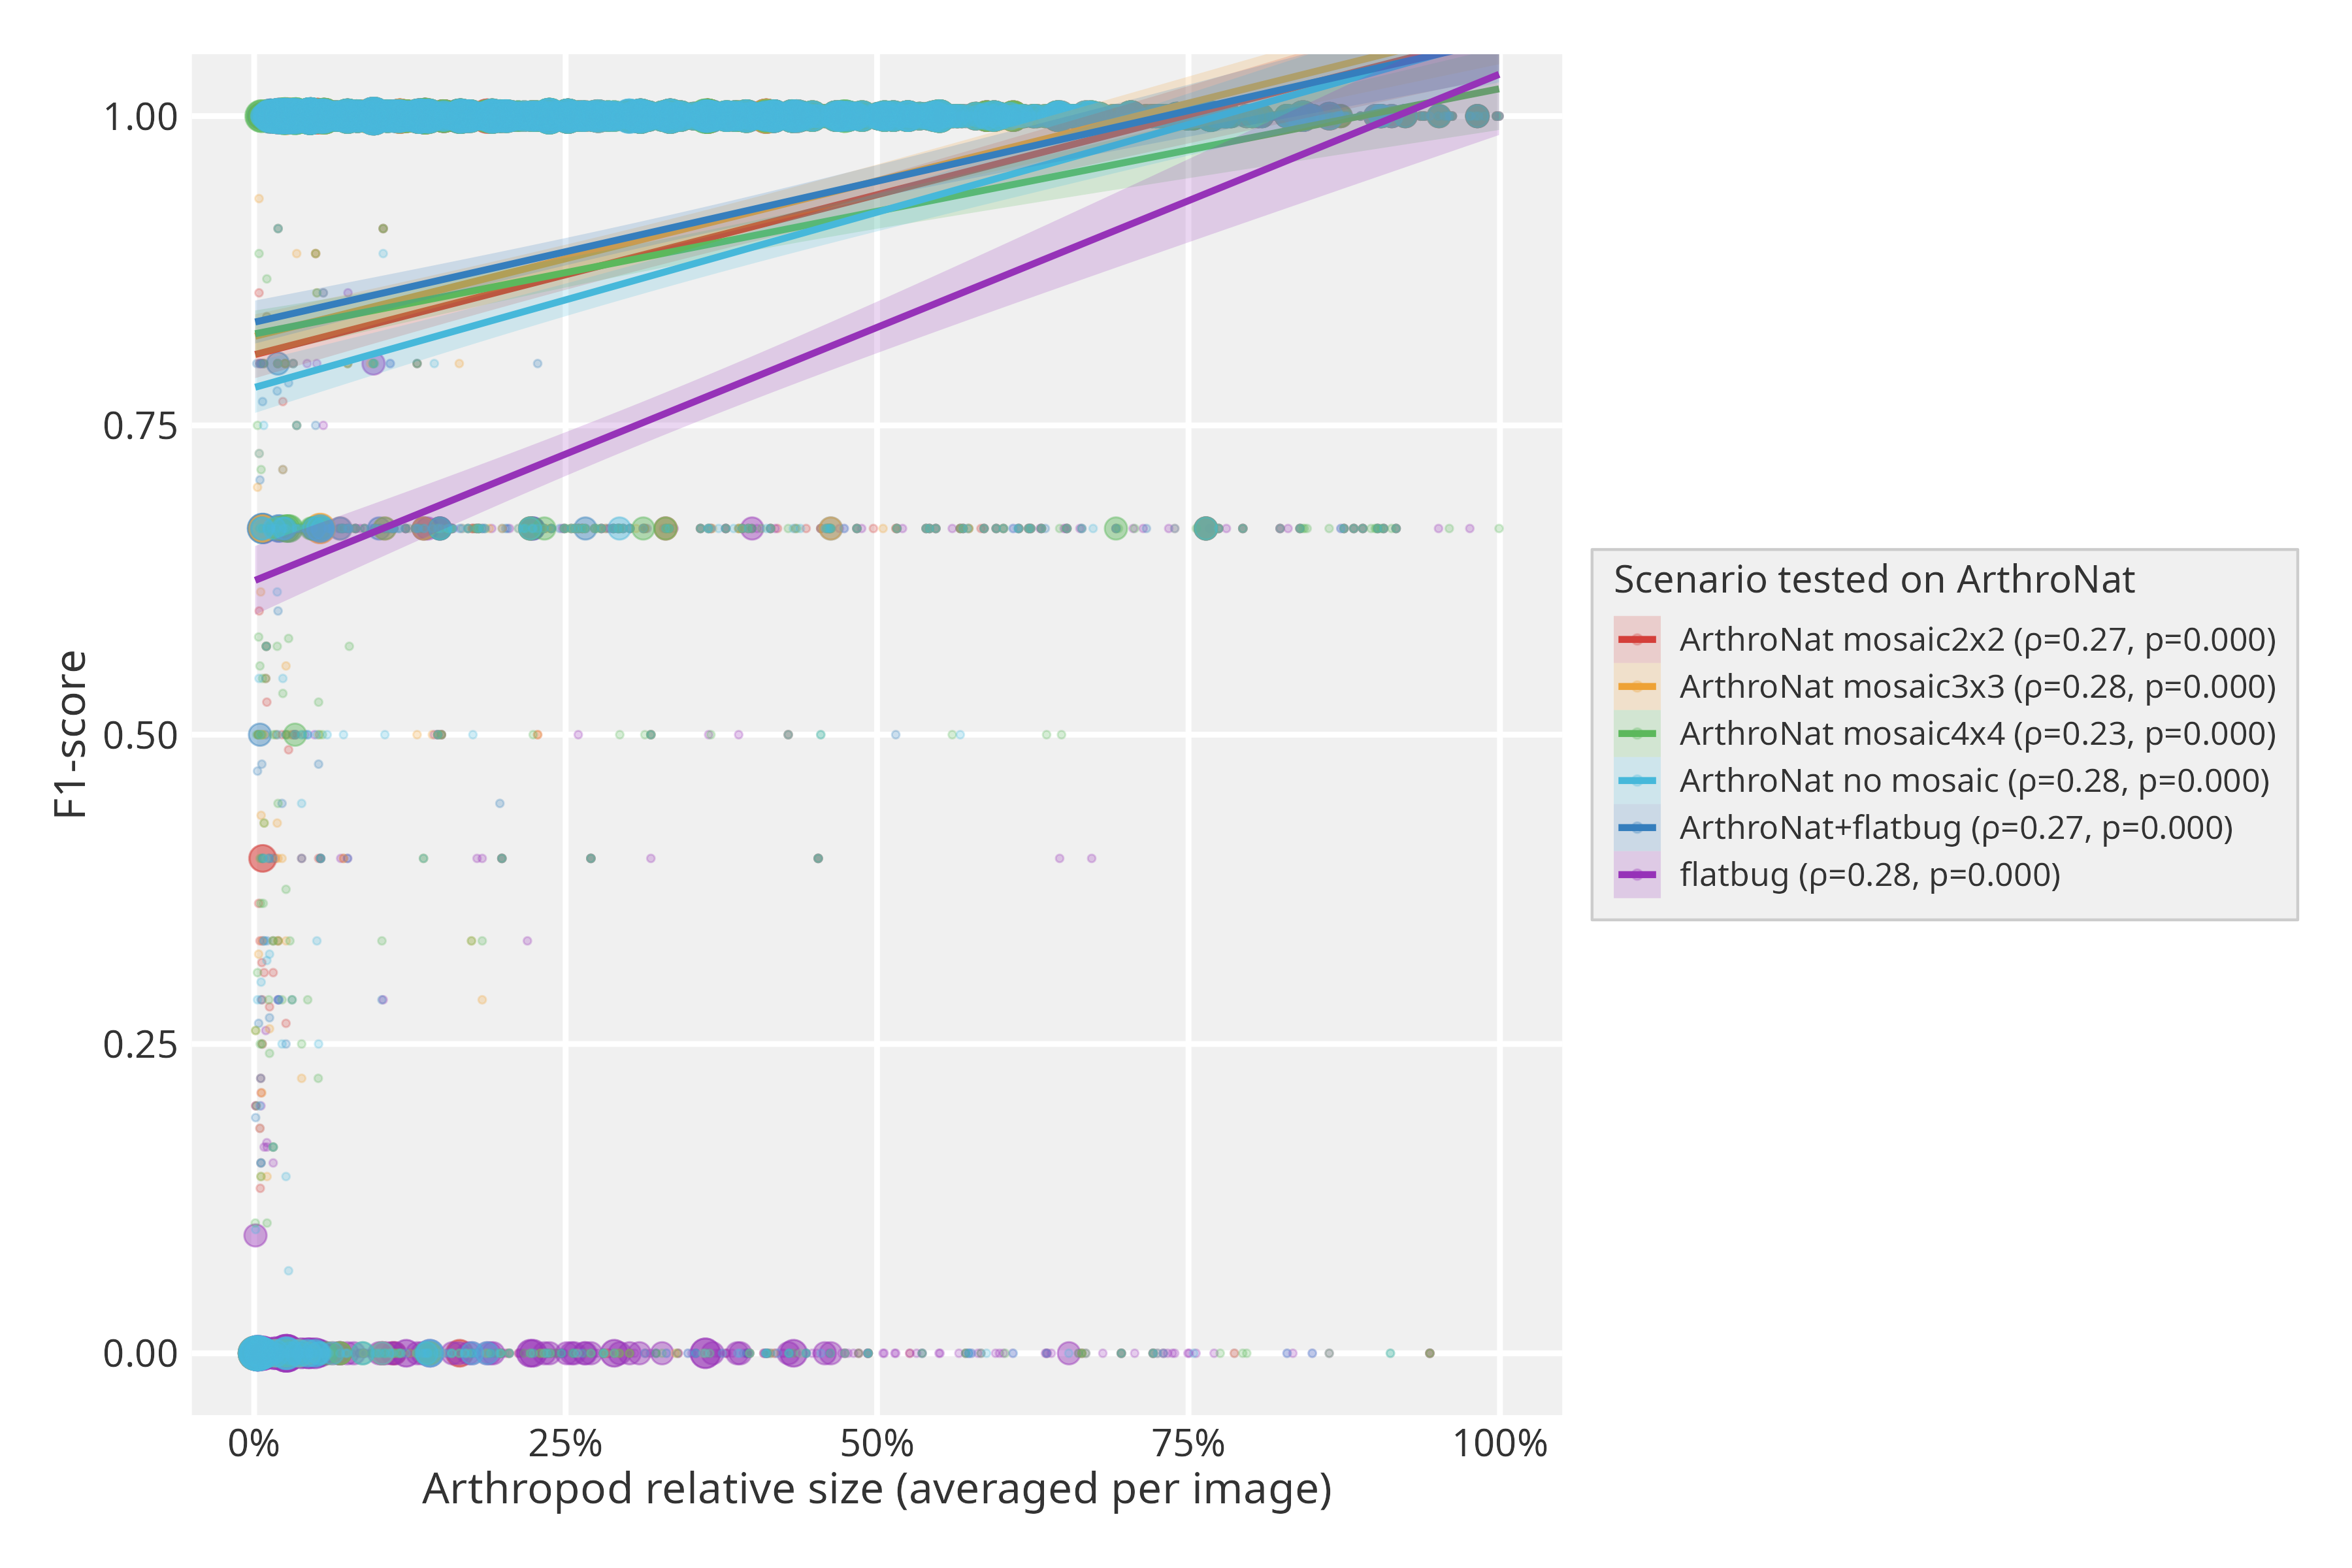 1.00
0.75
0.50
0.25
0.00
F1-score
0%
25%
50%
75%
100%
Arthropod relative size (averaged per image)
Scenario tested on ArthroNat
ArthroNat mosaic2x2 (ρ=0.27, p=0.000)
ArthroNat mosaic3x3 (ρ=0.28, p=0.000)
ArthroNat mosaic4x4 (ρ=0.23, p=0.000)
ArthroNat no mosaic (ρ=0.28, p=0.000)
ArthroNat+flatbug (ρ=0.27, p=0.000)
flatbug (ρ=0.28, p=0.000)